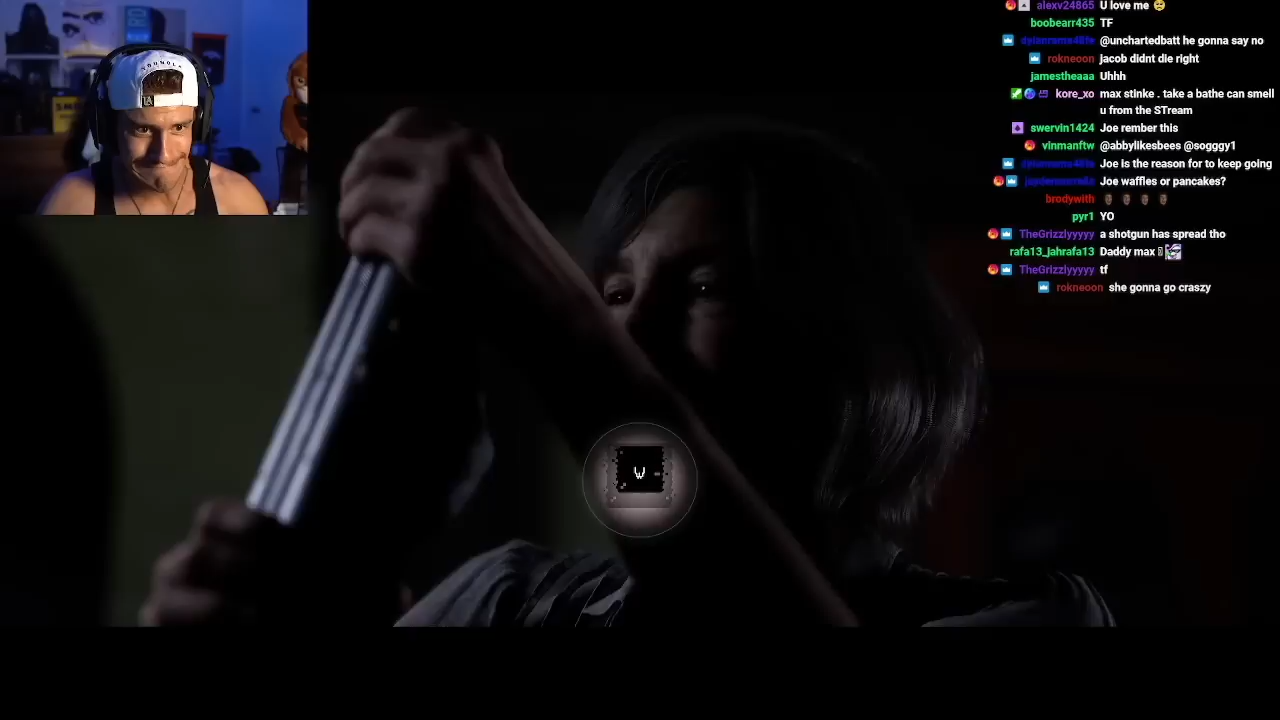 alexv24865 U love me
boobearr435 TF
@unchartedbatt he gonna say no
rokneoon jacob didnt die right
jamestheaaa Uhhh
kore_xo max stinke . take a bathe can smell
u from the STream
swervin1424 Joe rember this
vinmanftw @abbylikesbees @sogggy1
Joe is the reason for to keep going
Joe waffles or pancakes?
brodywith
pyr1 YO
TheGrizzlyyyyy a shotgun has spread tho
rafa13_jahrafa13 Daddy max
TheGrizzlyyyyy tf
rokneoon she gonna go craszy
W